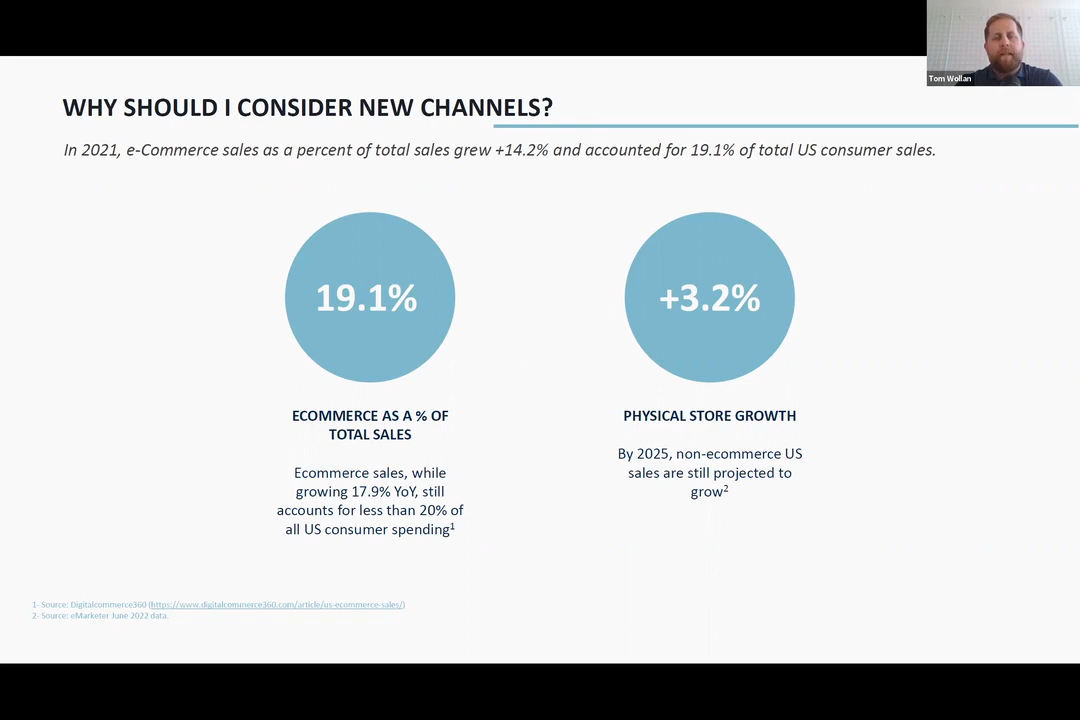 Tom Wollan
WHY SHOULD I CONSIDER NEW CHANNELS?
In 2021, e-Commerce sales as a percent of total sales grew +14.2% and accounted for 19.1% of total US consumer sales.
19.1%
ECOMMERCE AS A % OF
TOTAL SALES
Ecommerce sales, while
growing 17.9% YoY, still
accounts for less than 20% of
all US consumer spending¹
+3.2%
PHYSICAL STORE GROWTH
By 2025, non-ecommerce US
sales are still projected to
grow²
1- Source: Digitalcommerce360 (https://www.digitalcommerce360.com/article/us-ecommerce-sales/)
2- Source: eMarketer June 2022 data.